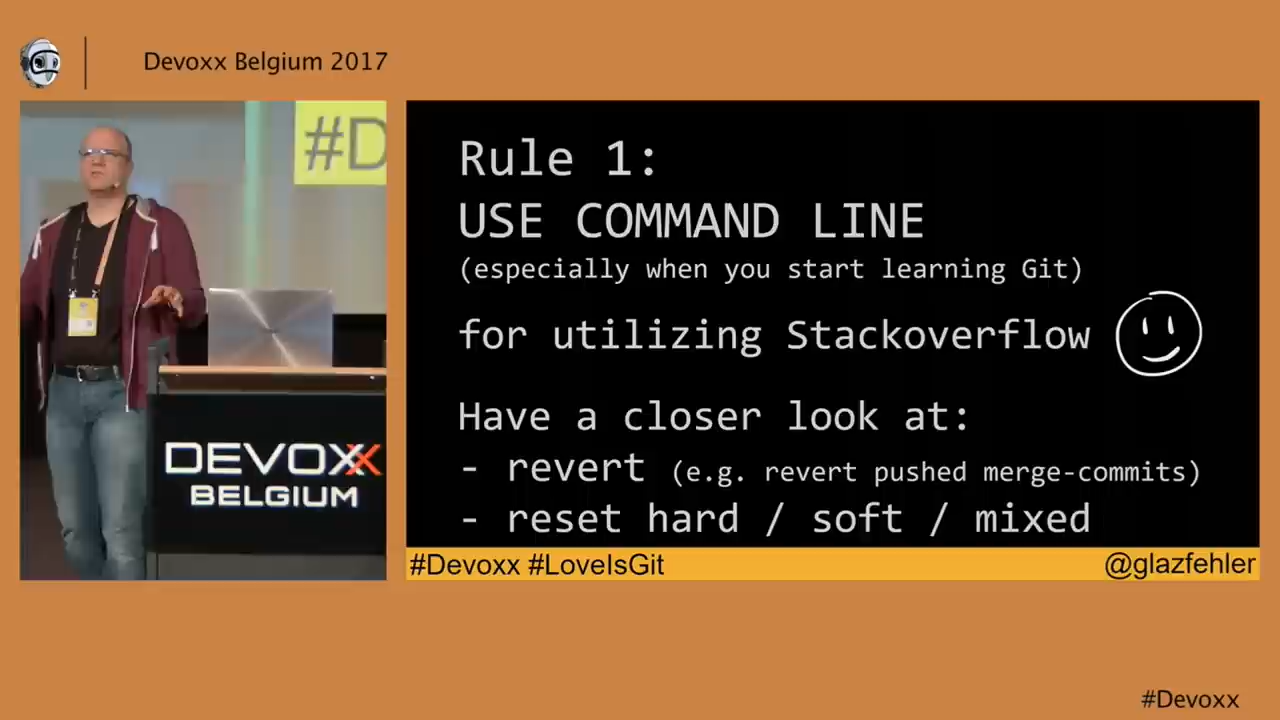 Devoxx Belgium 2017
#D
DEVOXX
BELGIUM
Rule 1:
USE COMMAND LINE
(especially when you start learning Git)
for utilizing Stackoverflow
Have a closer look at:
- revert (e.g. revert pushed merge-commits)
- reset hard / soft / mixed
#Devoxx #LoveIsGit
@glazfehler
#Devoxx